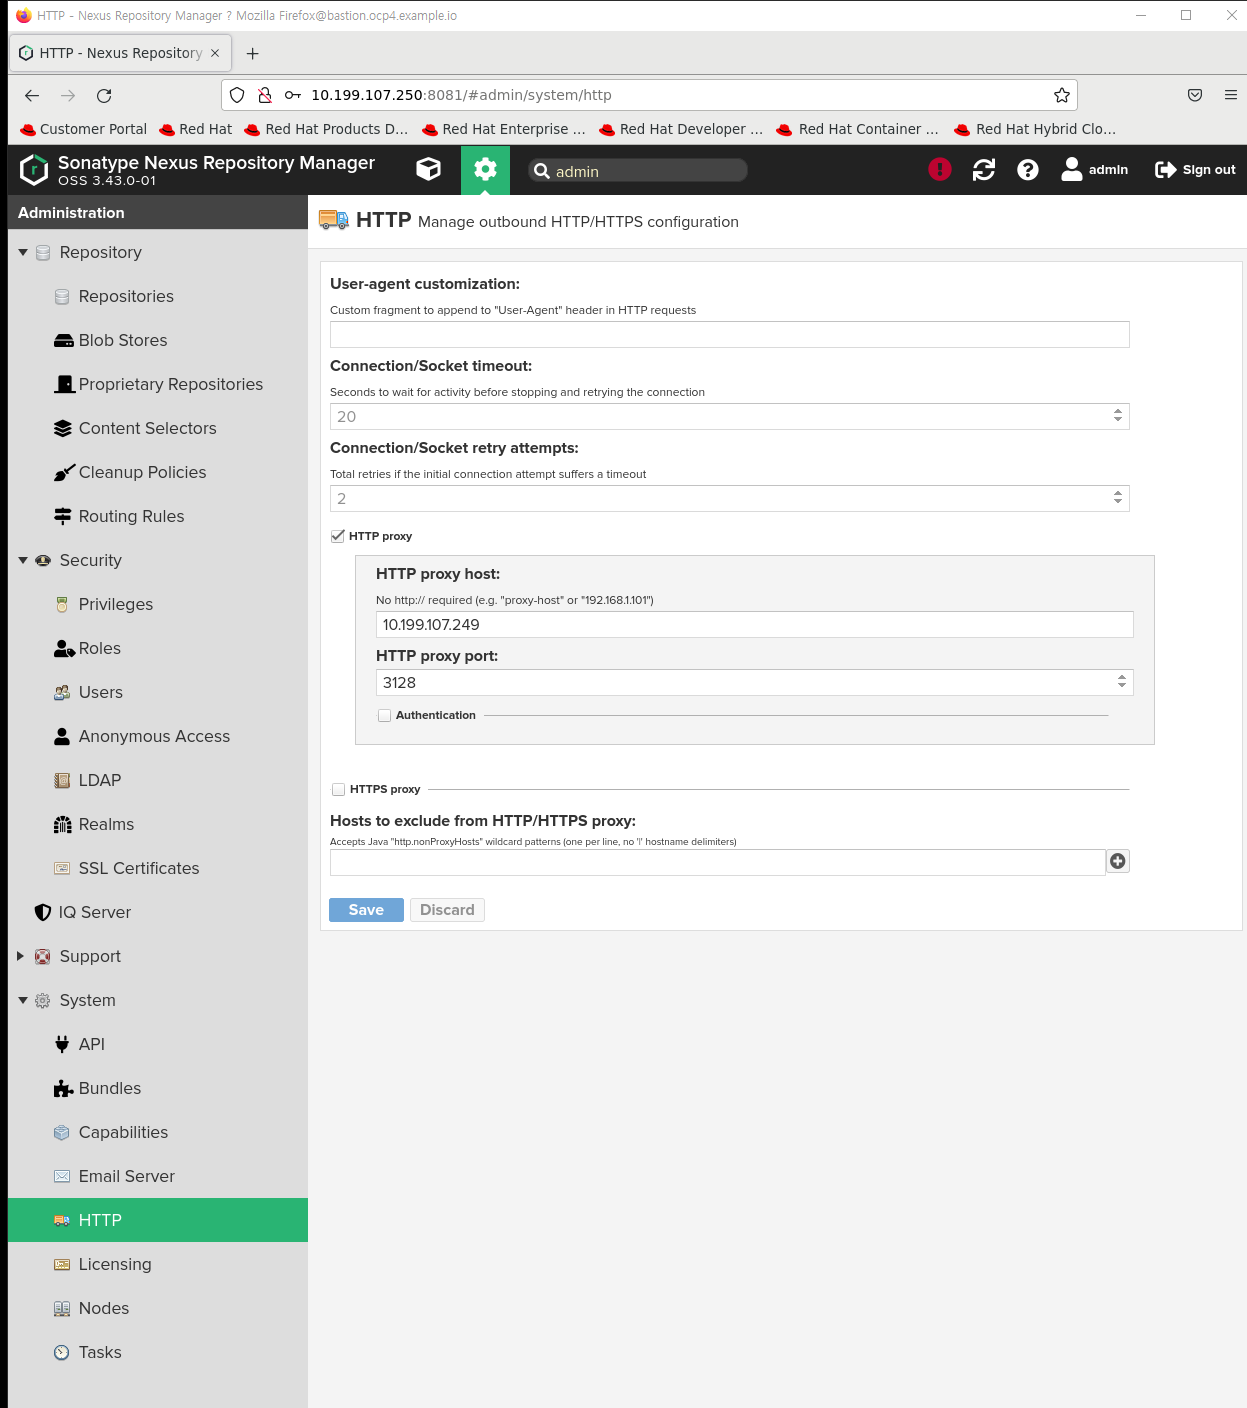 HTTP - Nexus Repository Manager ? Mozilla Firefox@bastion.ocp4.example.io
HTTP - Nexus Repository
10.199.107.250:8081/#admin/system/http
Customer Portal Red Hat Red Hat Products D... Red Hat Enterprise ... Red Hat Developer ... Red Hat Container ... Red Hat Hybrid Clo...
Sonatype Nexus Repository Manager
OSS 3.43.0-01
admin
admin
Sign out
Administration
Repository
Repositories
Blob Stores
Proprietary Repositories
Content Selectors
Cleanup Policies
Routing Rules
Security
Privileges
Roles
Users
Anonymous Access
LDAP
Realms
SSL Certificates
IQ Server
Support
System
API
Bundles
Capabilities
Email Server
HTTP
Licensing
Nodes
Tasks
HTTP Manage outbound HTTP/HTTPS configuration
User-agent customization:
Custom fragment to append to "User-Agent" header in HTTP requests
Connection/Socket timeout:
Seconds to wait for activity before stopping and retrying the connection
20
Connection/Socket retry attempts:
Total retries if the initial connection attempt suffers a timeout
2
HTTP proxy
HTTP proxy host:
No http:// required (e.g. "proxy-host" or "192.168.1.101")
10.199.107.249
HTTP proxy port:
3128
Authentication
HTTPS proxy
Hosts to exclude from HTTP/HTTPS proxy:
Accepts Java "http.nonProxyHosts" wildcard patterns (one per line, no '|' hostname delimiters)
Save Discard